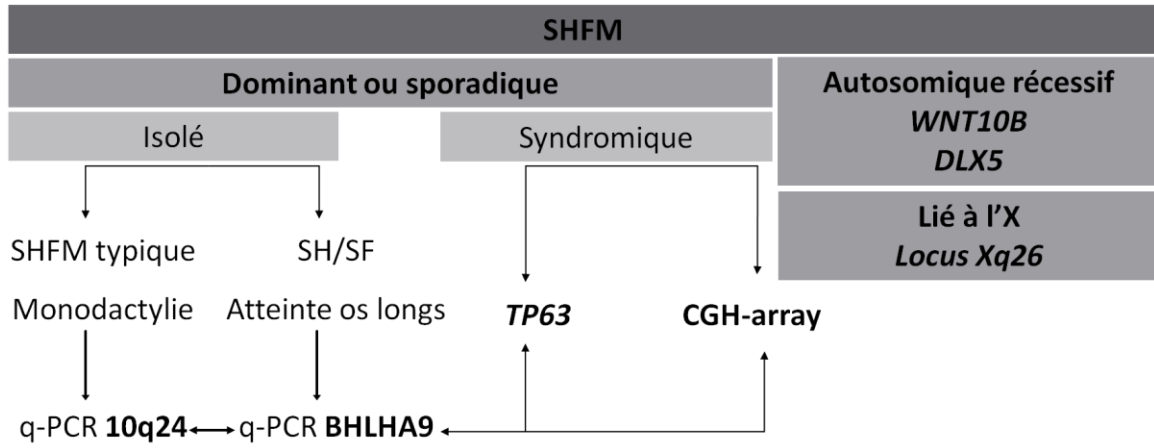 SHFM
Dominant ou sporadique
Autosomique récessif
WNT10B
DLX5
Isolé
Syndromique
Lié à l'X
Locus Xq26
SHFM typique
SH/SF
Monodactylie
Atteinte os longs
TP63
CGH-array
q-PCR 10q24
q-PCR BHLHA9